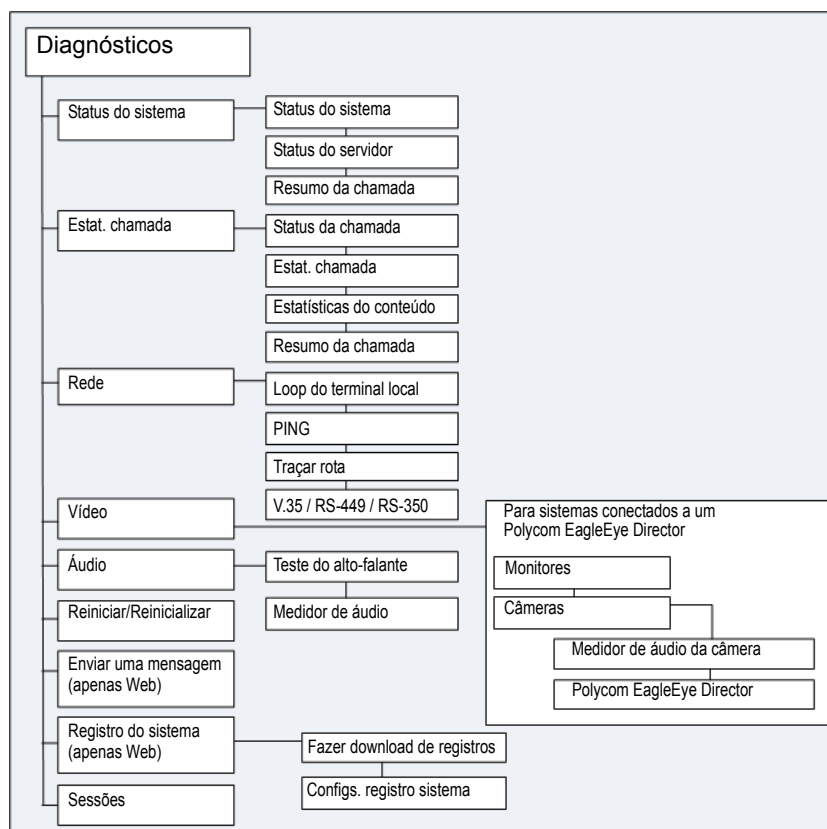 Diagnósticos
Status do sistema
Status do sistema
Status do servidor
Resumo da chamada
Estat. chamada
Status da chamada
Estat. chamada
Estatísticas do conteúdo
Resumo da chamada
Rede
Loop do terminal local
PING
Traçar rota
V.35 / RS-449 / RS-350
Vídeo
Para sistemas conectados a um
Polycom EagleEye Director
Monitores
Câmeras
Medidor de áudio da câmera
Polycom EagleEye Director
Áudio
Teste do alto-falante
Medidor de áudio
Reiniciar/Reinicializar
Enviar uma mensagem
(apenas Web)
Registro do sistema
(apenas Web)
Fazer download de registros
Configs. registro sistema
Sessões